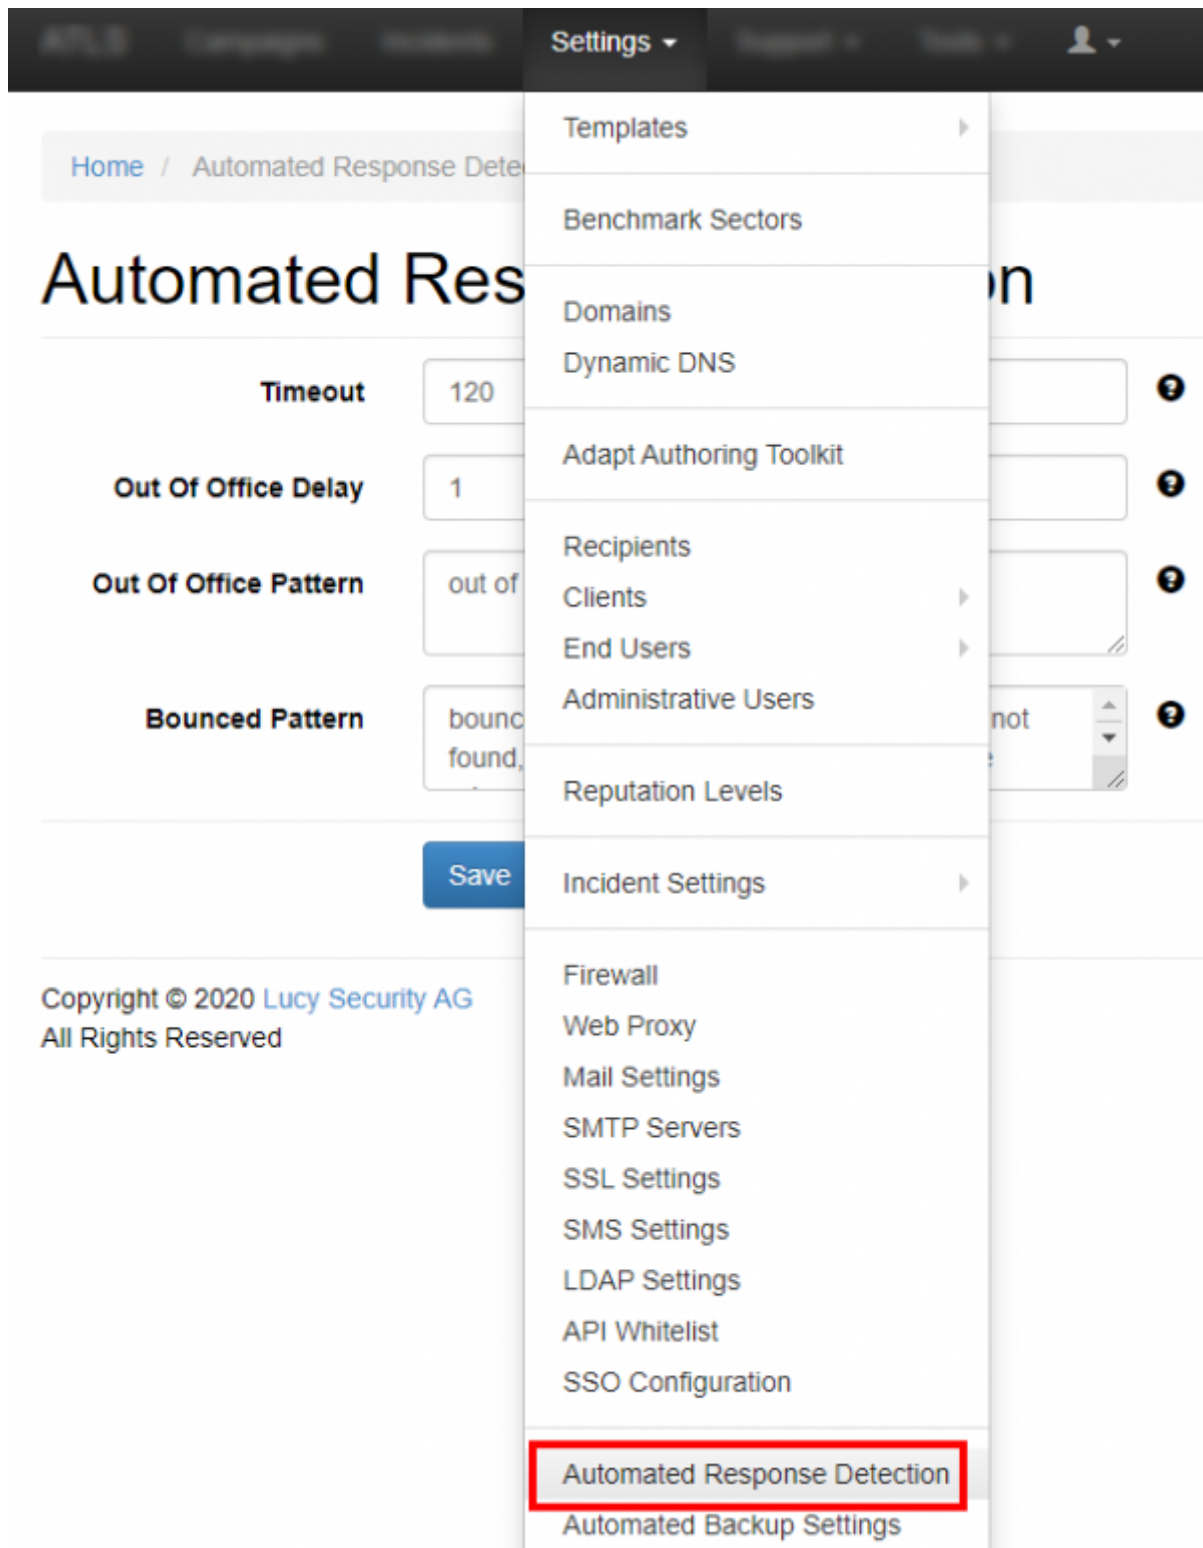 Settings
Home / Automated Response Dete
Automated Res on
Timeout 120
Out Of Office Delay 1
Out Of Office Pattern out of
Bounced Pattern bounc not
found,
Save
Copyright © 2020 Lucy Security AG
All Rights Reserved
Templates
Benchmark Sectors
Domains
Dynamic DNS
Adapt Authoring Toolkit
Recipients
Clients
End Users
Administrative Users
Reputation Levels
Incident Settings
Firewall
Web Proxy
Mail Settings
SMTP Servers
SSL Settings
SMS Settings
LDAP Settings
API Whitelist
SSO Configuration
Automated Response Detection
Automated Backup Settings